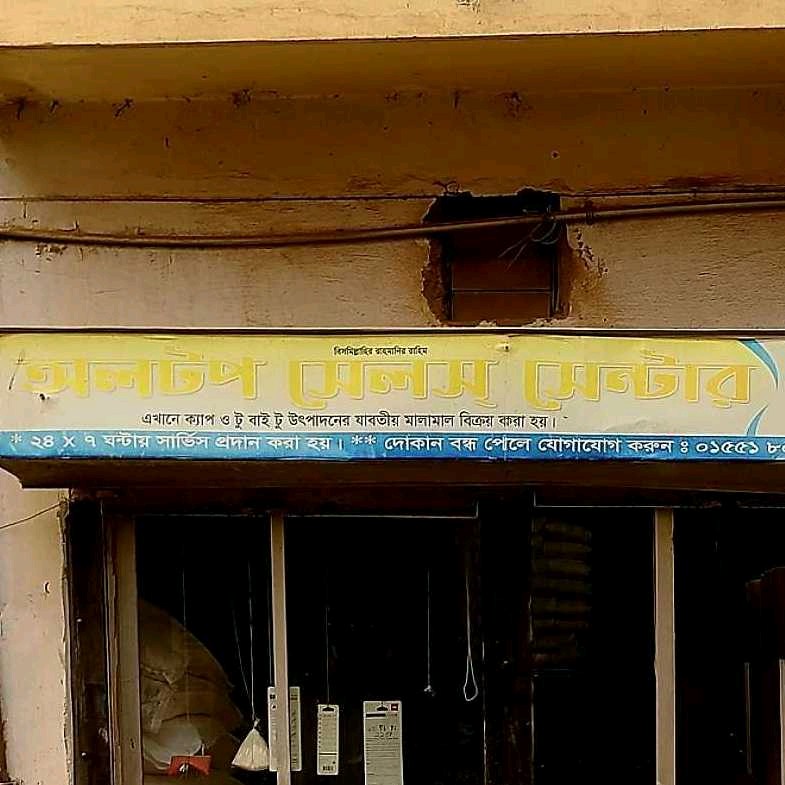 বিসমিল্লাহির রাহমানির রাহিম
অলটপ সেলস্ সেন্টার
এখানে ক্যাপ ও টু বাই টু উৎপাদনের যাবতীয় মালামাল বিক্রয় করা হয়।
* ২৪ X ৭ ঘন্টায় সার্ভিস প্রদান করা হয়। ** দোকান বন্ধ পেলে যোগাযোগ করুন ঃ ০১৫৫১